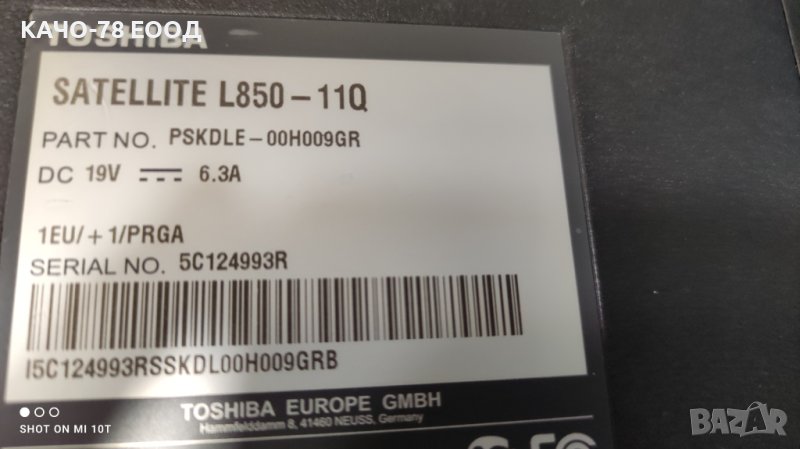 КАЧО-78 ЕООД
TOSHIBA
SATELLITE L850-11Q
PART NO. PSKDLE-00H009GR
DC 19V 6.3A
1EU/+1/PRGA
SERIAL NO. 5C124993R
I5C124993RSSKDL00H009GRB
TOSHIBA EUROPE GMBH
Hammfelddamm 8, 41460 NEUSS, Germany
SHOT ON MI 10T
BAZAR